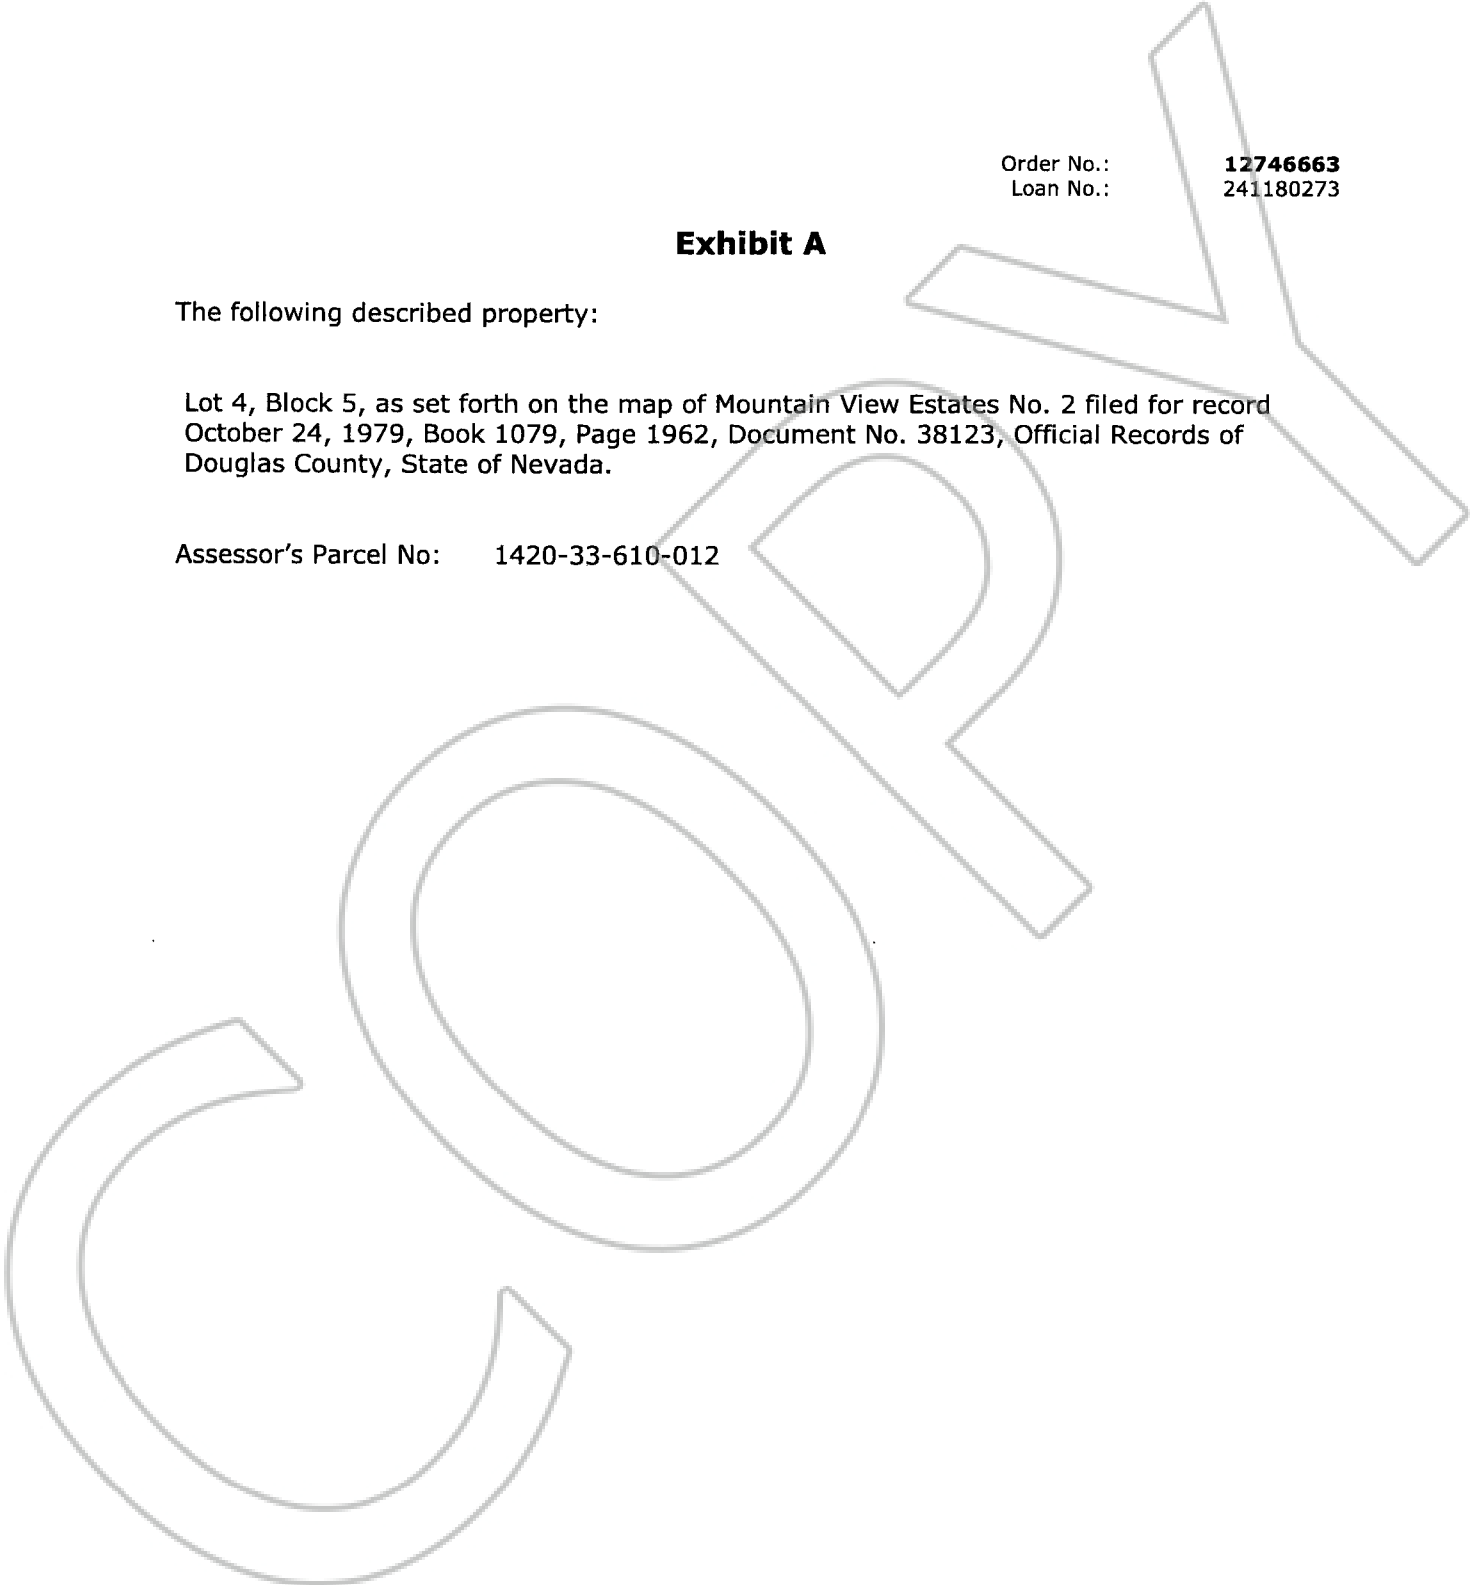 Order No.: 12746663
Loan No.: 241180273
Exhibit A
The following described property:
Lot 4, Block 5, as set forth on the map of Mountain View Estates No. 2 filed for record
October 24, 1979, Book 1079, Page 1962, Document No. 38123, Official Records of
Douglas County, State of Nevada.
Assessor's Parcel No: 1420-33-610-012
COPY